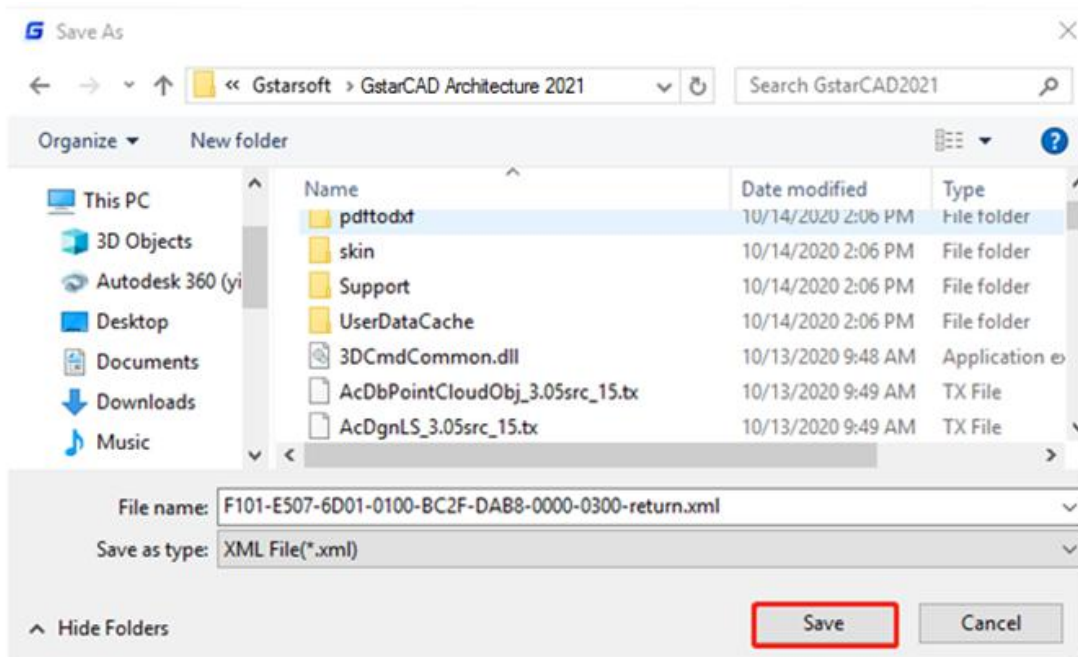 Save As
« Gstarsoft > GstarCAD Architecture 2021
Search GstarCAD2021
Organize
New folder
Name
Date modified
Type
This PC
3D Objects
Autodesk 360 (yi
Desktop
Documents
Downloads
Music
pdftodxf 10/14/2020 2:06 PM File folder
skin 10/14/2020 2:06 PM File folder
Support 10/14/2020 2:06 PM File folder
UserDataCache 10/14/2020 2:06 PM File folder
3DCmdCommon.dll 10/13/2020 9:48 AM Application ex
AcDbPointCloudObj_3.05src_15.tx 10/13/2020 9:49 AM TX File
AcDgnLS_3.05src_15.tx 10/13/2020 9:49 AM TX File
File name: F101-E507-6D01-0100-BC2F-DAB8-0000-0300-return.xml
Save as type: XML File(*.xml)
Hide Folders
Save
Cancel